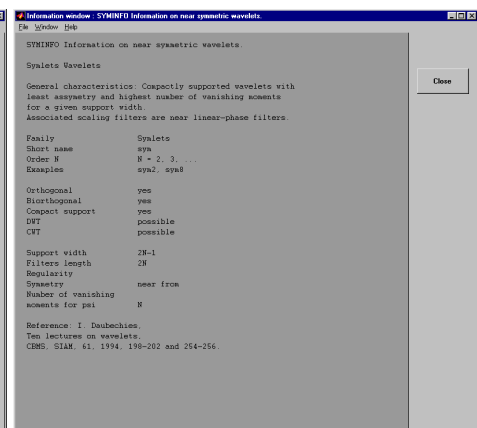 Information window : SYMINFO Information on near symmetric wavelets.
File Window Help
SYMINFO Information on near symmetric wavelets.
Symlets Wavelets
General characteristics: Compactly supported wavelets with
least assymetry and highest number of vanishing moments
for a given support width.
Associated scaling filters are near linear-phase filters.
Family Symlets
Short name sym
Order N N = 2, 3, ...
Examples sym2, sym8
Orthogonal yes
Biorthogonal yes
Compact support yes
DWT possible
CWT possible
Support width 2N-1
Filters length 2N
Regularity
Symmetry near from
Number of vanishing
moments for psi N
Reference: I. Daubechies,
Ten lectures on wavelets,
CBMS, SIAM, 61, 1994, 198-202 and 254-256.
Close